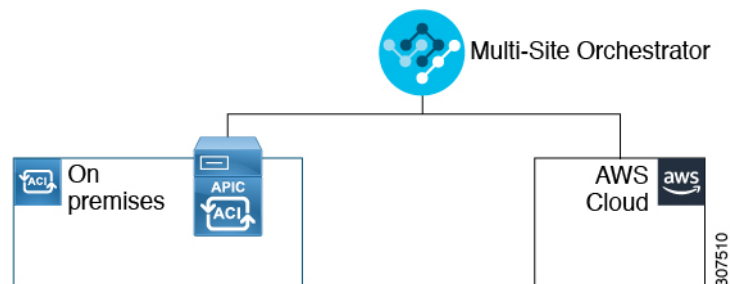 Multi-Site Orchestrator
ACI
On
premises
APIC
ACI
AWS
Cloud
aws
307510